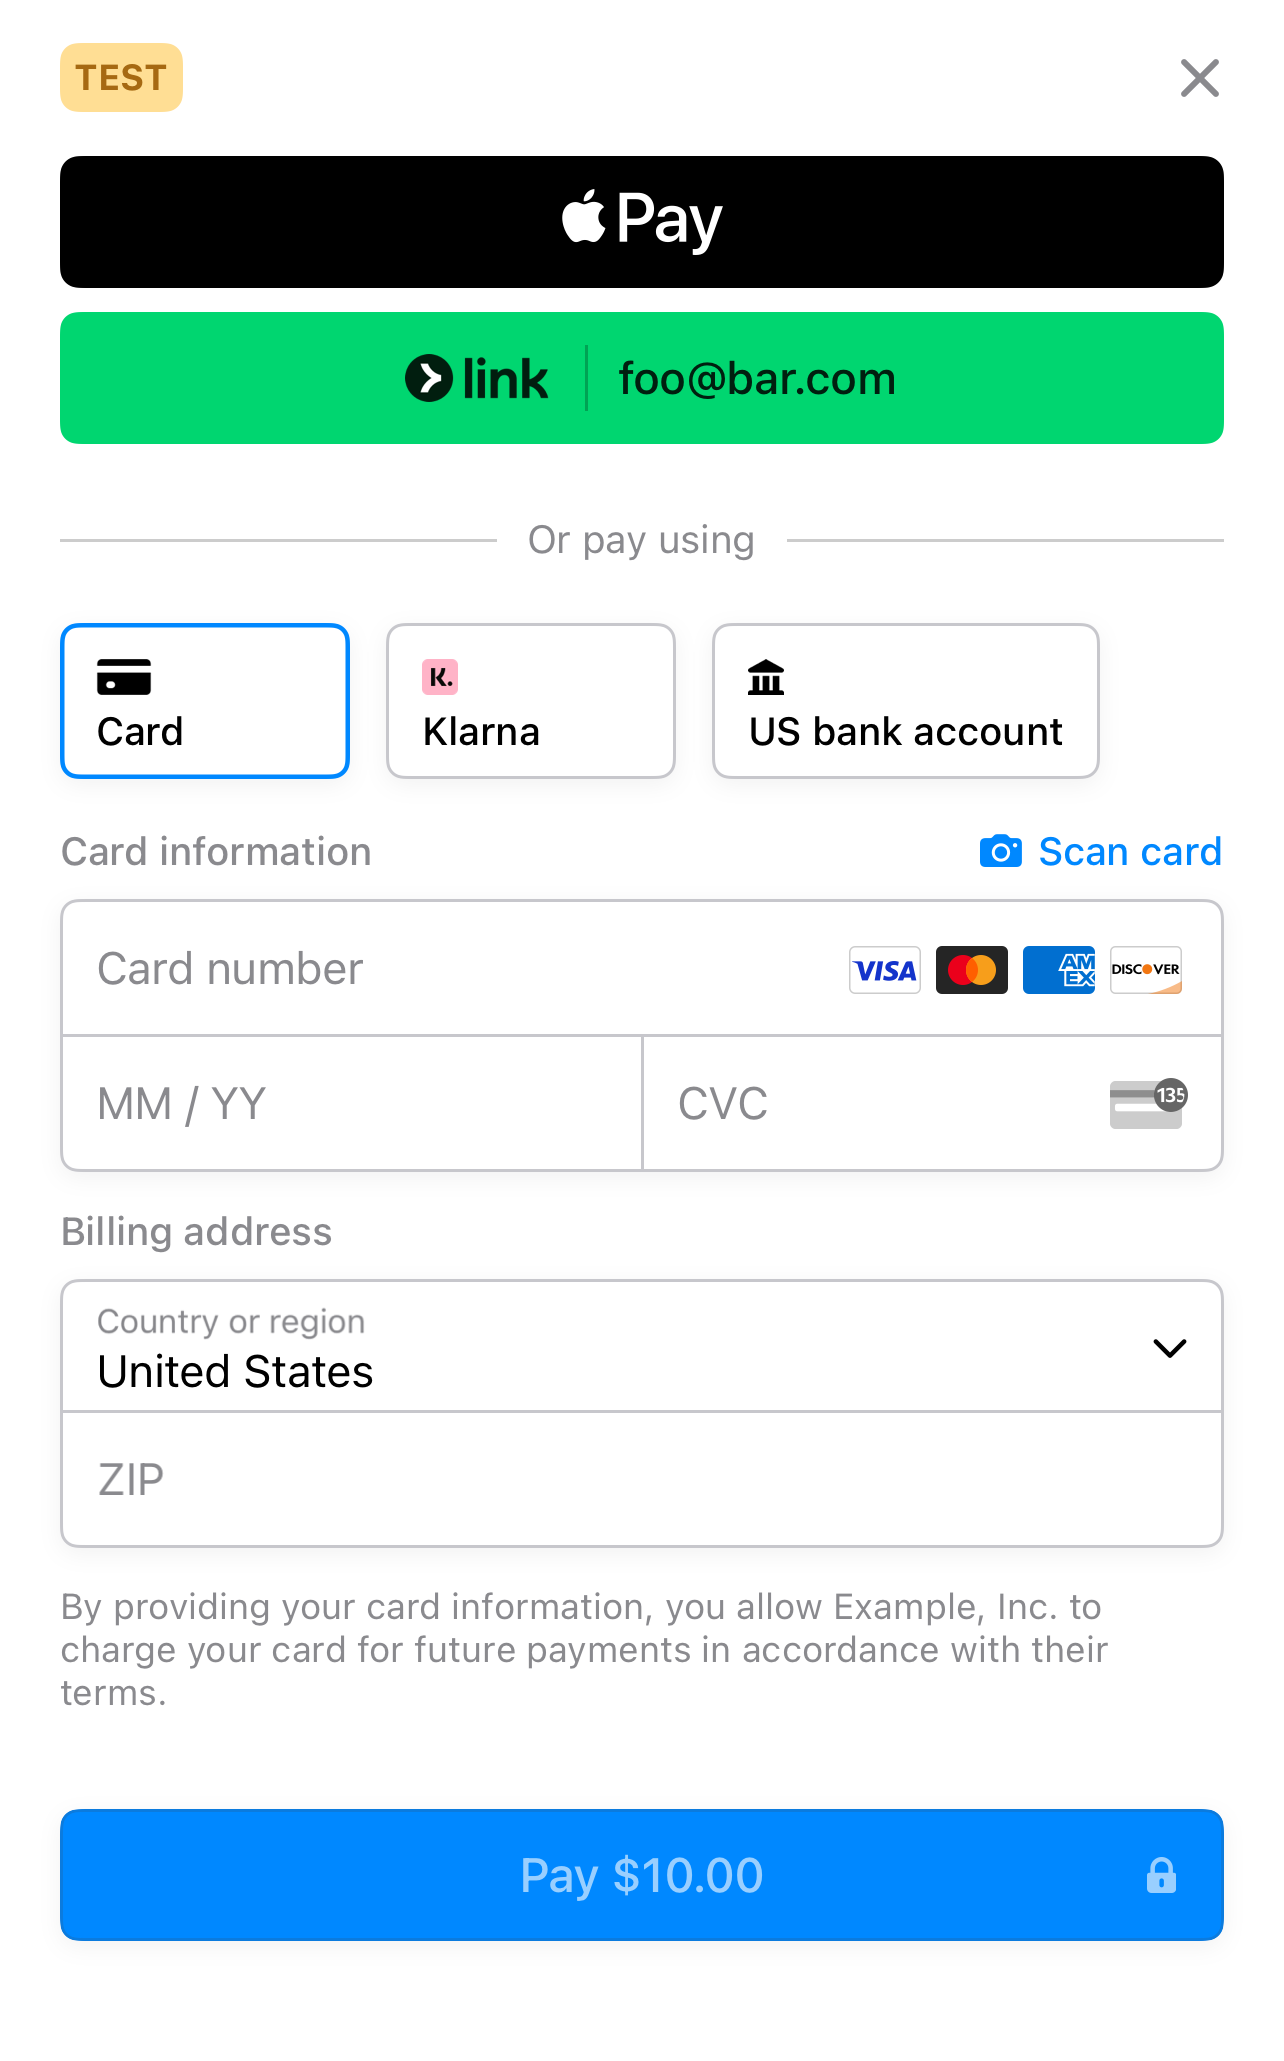 TEST
Pay
link | foo@bar.com
Or pay using
Card
K.
Klarna
US bank account
Card information
Scan card
Card number
VISA
AM
EX
DISCOVER
MM / YY
CVC
135
Billing address
Country or region
United States
ZIP
By providing your card information, you allow Example, Inc. to
charge your card for future payments in accordance with their
terms.
Pay $10.00